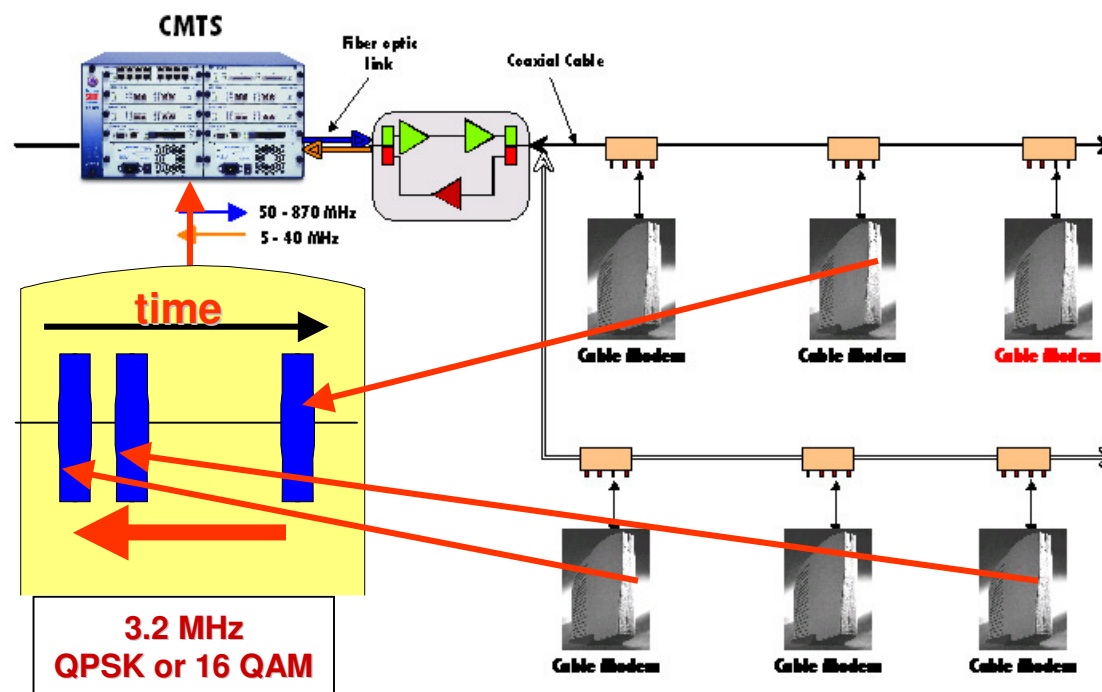 CMTS
Fiber optic
link
Coaxial Cable
50 - 870 MHz
5 - 40 MHz
time
Cable Modem
Cable Modem
Cable Modem
3.2 MHz
QPSK or 16 QAM
Cable Modem
Cable Modem
Cable Modem